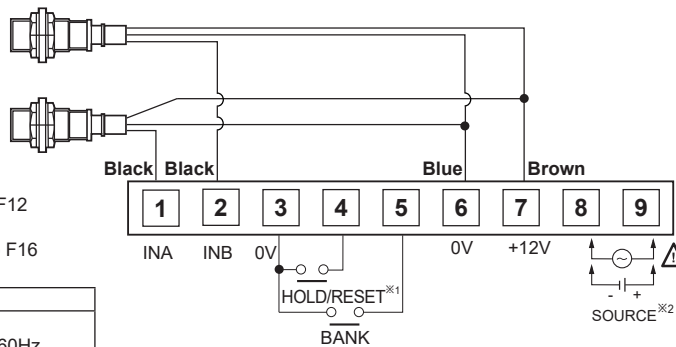 Black Black Blue Brown
F12
1 2 3 4 5 6 7 8 9
F16
INA INB 0V 0V +12V
HOLD/RESET※1
- +
SOURCE※2
BANK
60Hz